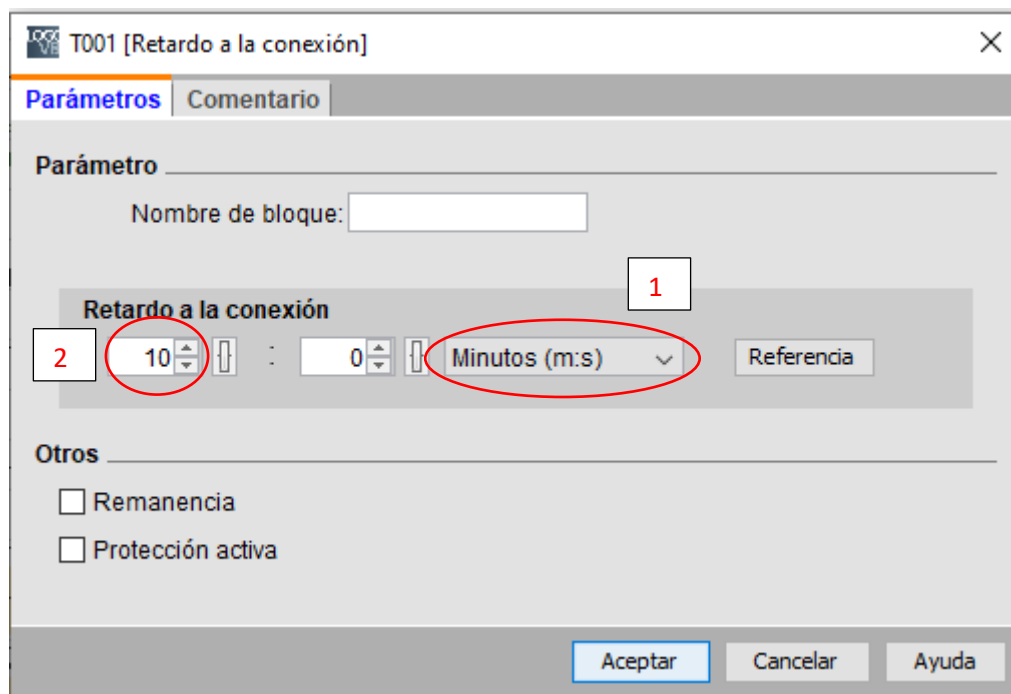 T001 [Retardo a la conexión]
Parámetros Comentario
Parámetro
Nombre de bloque:
1
Retardo a la conexión
2 10 : 0 Minutos (m:s) Referencia
Otros
Remanencia
Protección activa
Aceptar Cancelar Ayuda